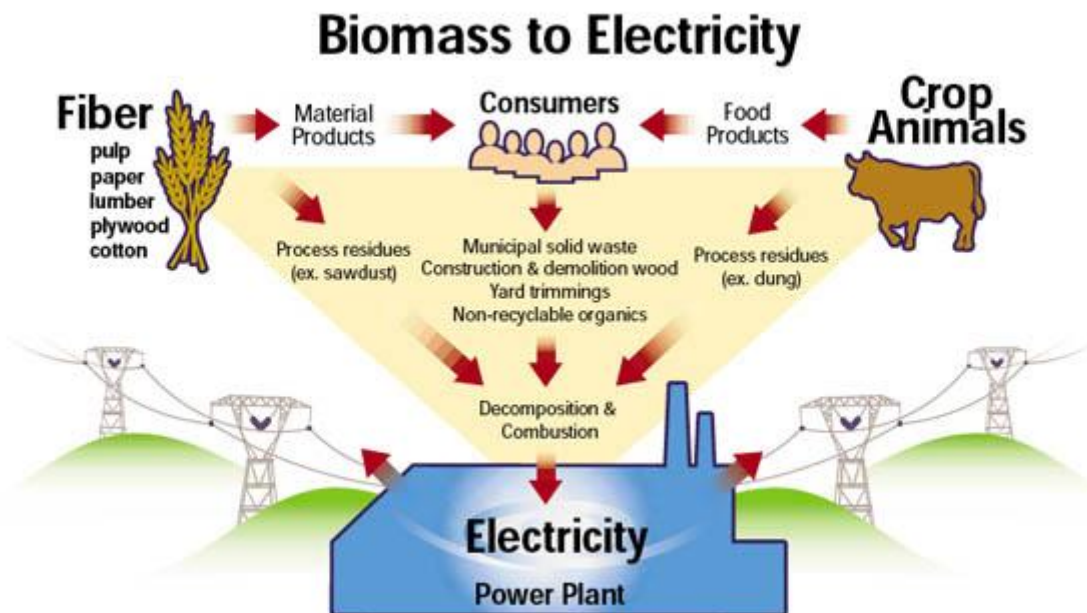 Biomass to Electricity
Fiber
pulp
paper
lumber
plywood
cotton
Material
Products
Consumers
Food
Products
Crop
Animals
Process residues
(ex. sawdust)
Municipal solid waste
Construction & demolition wood
Yard trimmings
Non-recyclable organics
Process residues
(ex. dung)
Decomposition &
Combustion
Electricity
Power Plant